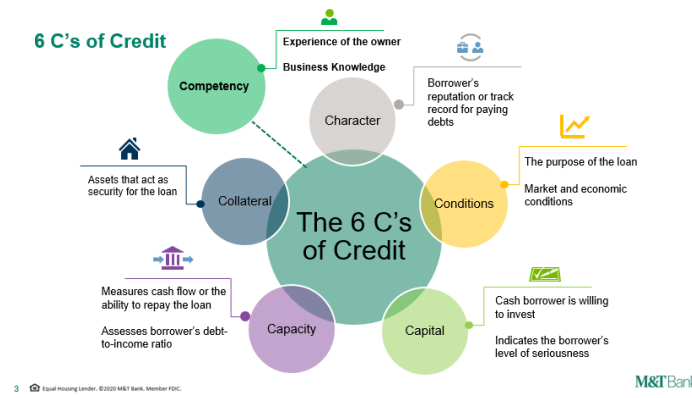 6 C’s of Credit
Experience of the owner
Business Knowledge
Competency
Character
Borrower’s
reputation or track
record for paying
debts
The purpose of the loan
Market and economic
conditions
Conditions
Assets that act as
security for the loan
Collateral
The 6 C’s
of Credit
Measures cash flow or the
ability to repay the loan
Assesses borrower’s debt-
to-income ratio
Capacity
Capital
Cash borrower is willing
to invest
Indicates the borrower’s
level of seriousness
3
Equal Housing Lender. ©2020 M&T Bank. Member FDIC.
M&T Bank